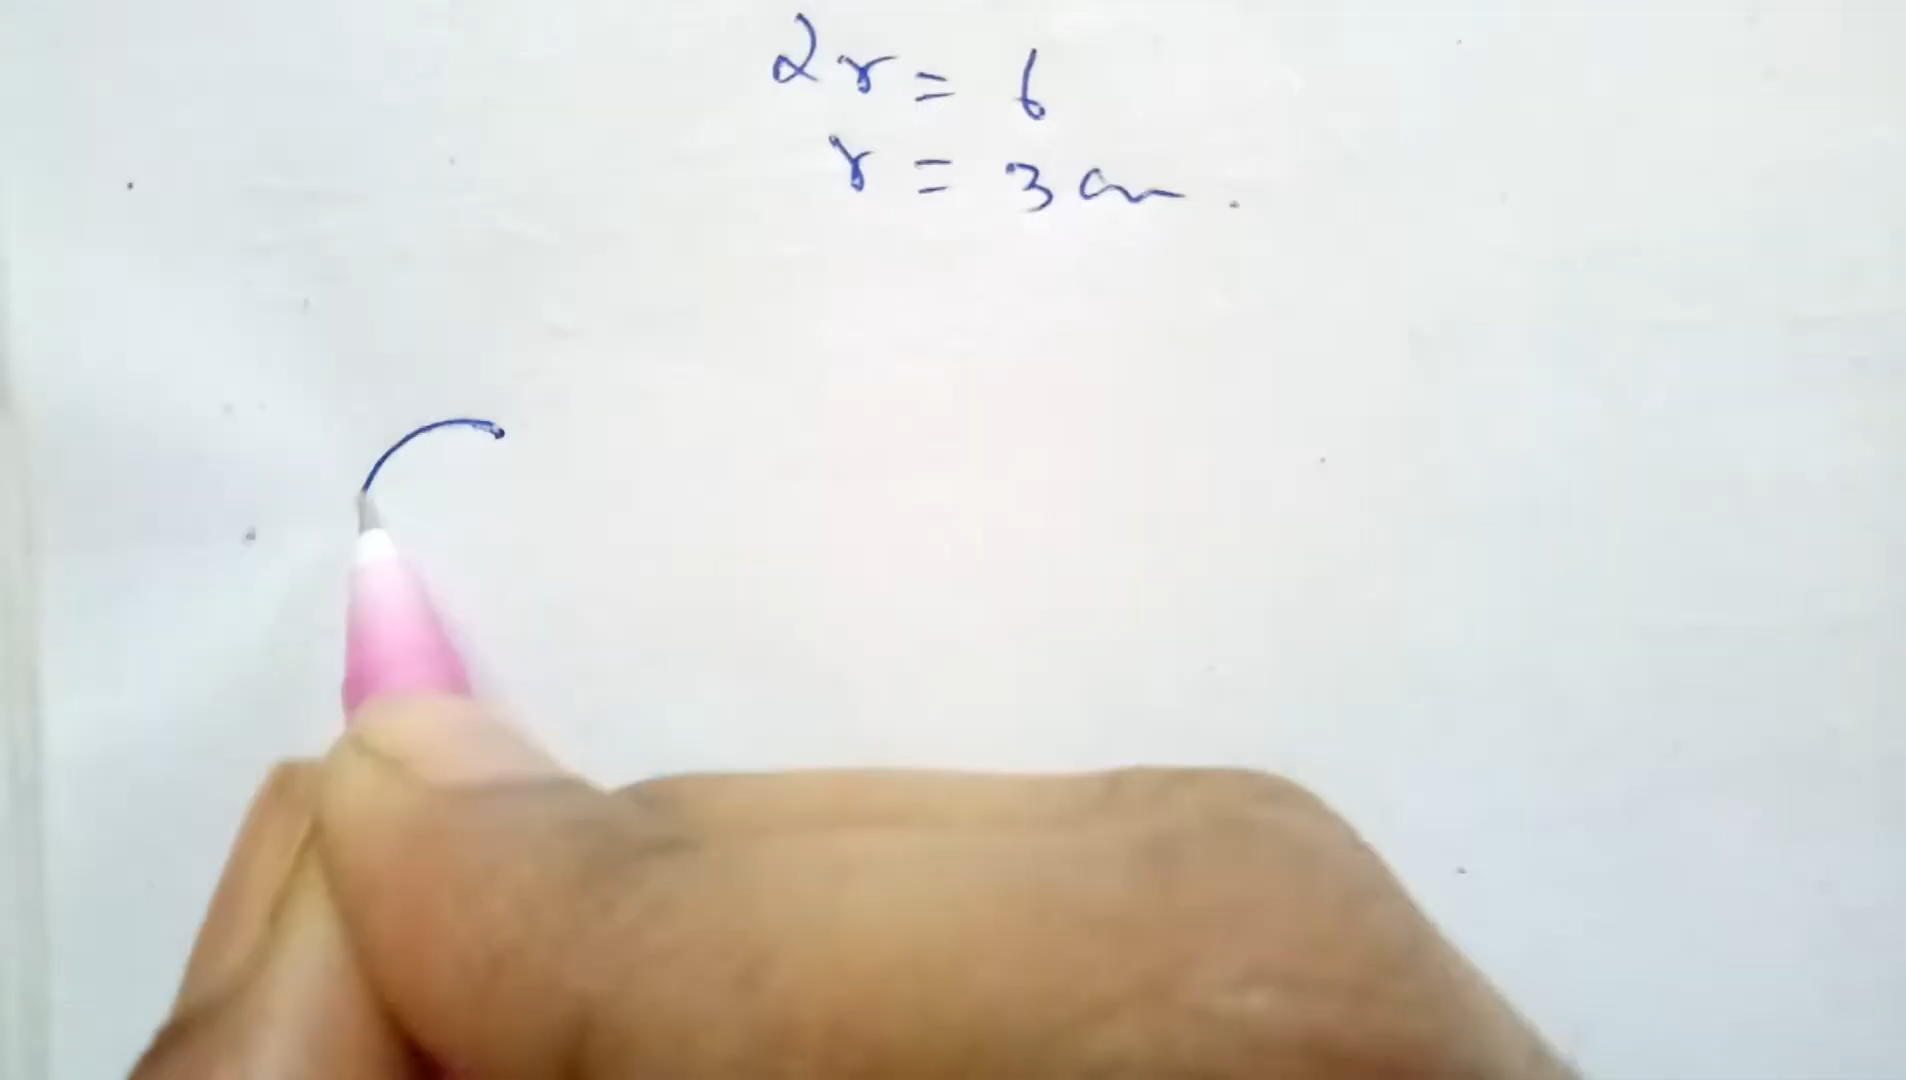 2r = 6
r = 3 cm.